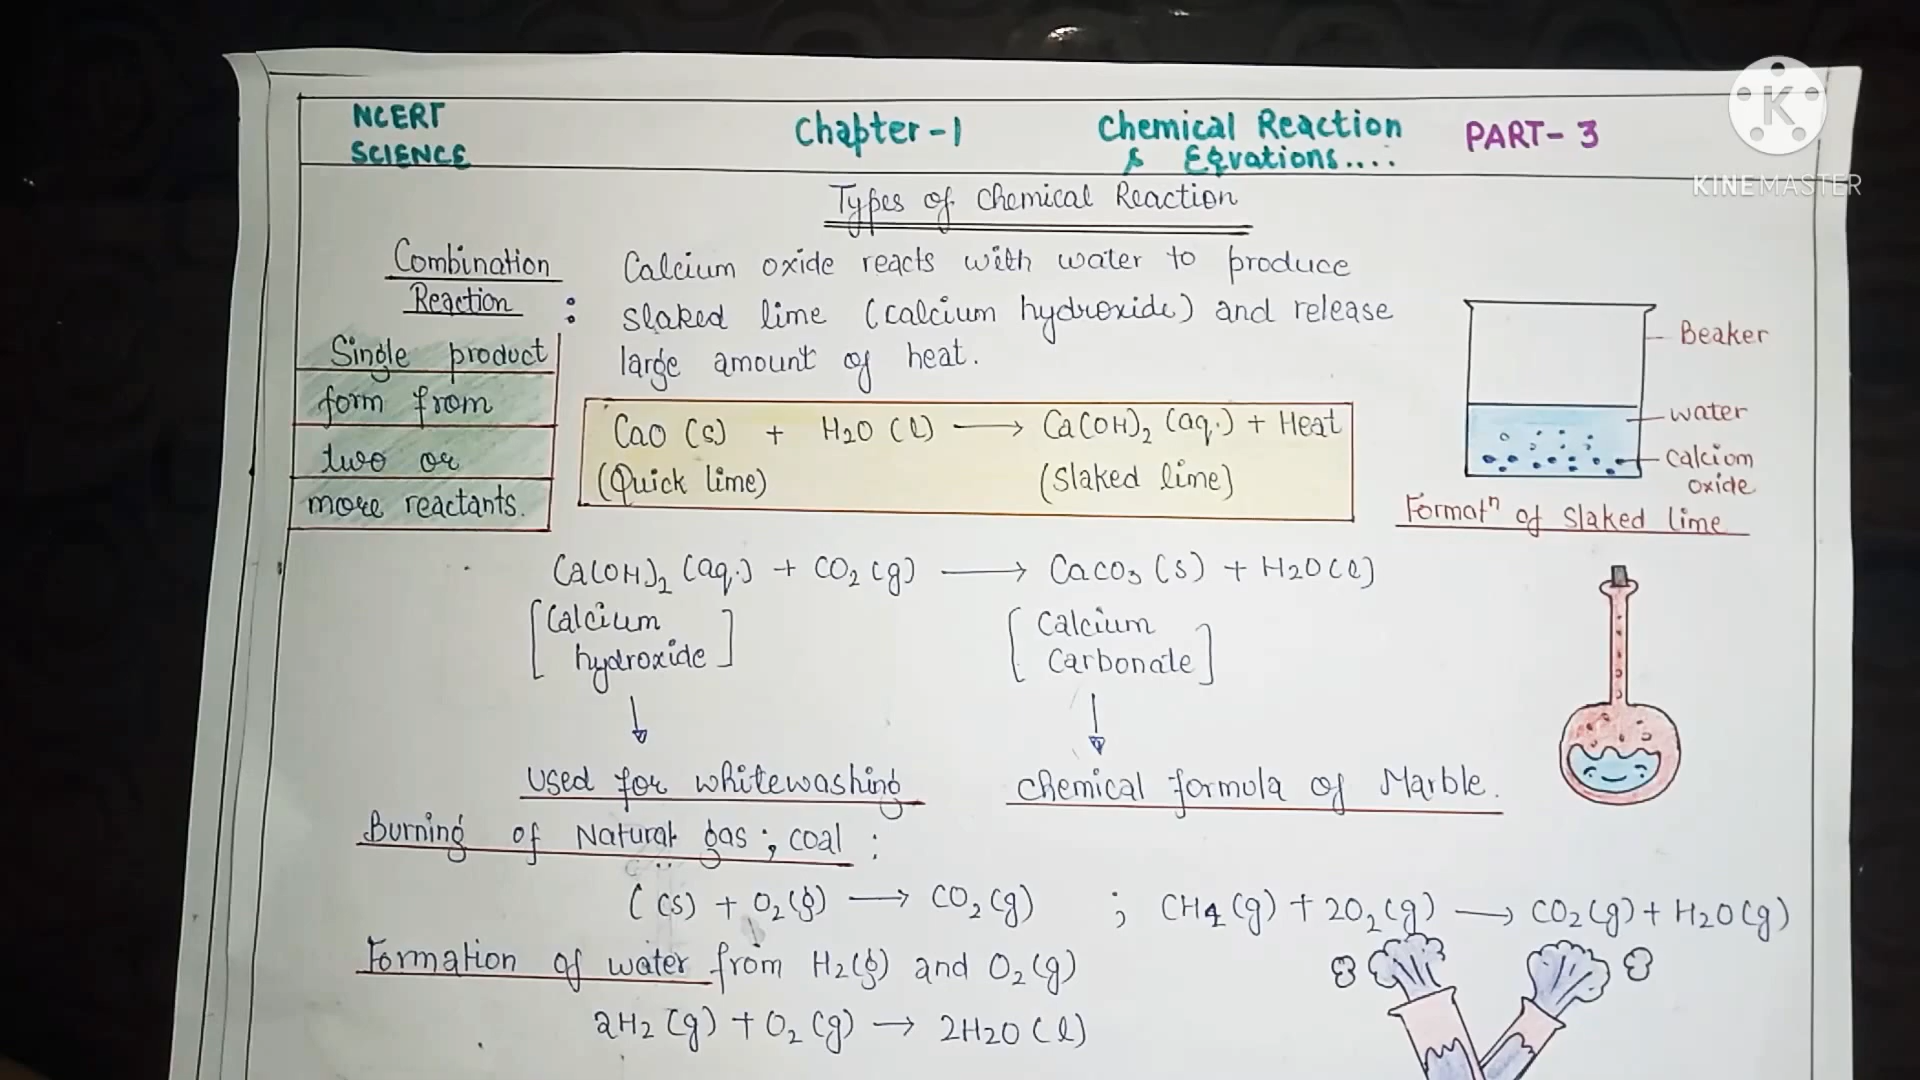 NCERT SCIENCE
Chapter-1
Chemical Reaction & Equations....
PART-3
KINEMASTER
Types of Chemical Reaction
Combination Reaction :
Single product
form from
two or
more reactants.
Calcium oxide reacts with water to produce
slaked lime (calcium hydroxide) and release
large amount of heat.
CaO (s) + H2O (l) ⟶ Ca(OH)₂ (aq.) + Heat
(Quick lime) (Slaked lime)
Beaker
water
Calcium
oxide
Formatⁿ of slaked lime
Ca(OH)₂ (aq.) + CO₂ (g) ⟶ CaCO₃ (s) + H2O (l)
[Calcium hydroxide] [Calcium Carbonate]
↓ ↓
Used for whitewashing Chemical formula of Marble.
Burning of Natural gas ; coal :
C (s) + O₂ (g) ⟶ CO₂ (g) ; CH4 (g) + 2O₂ (g) ⟶ CO₂ (g) + H2O (g)
Formation of water from H₂ (g) and O₂ (g)
2H₂ (g) + O₂ (g) → 2H2O (l)